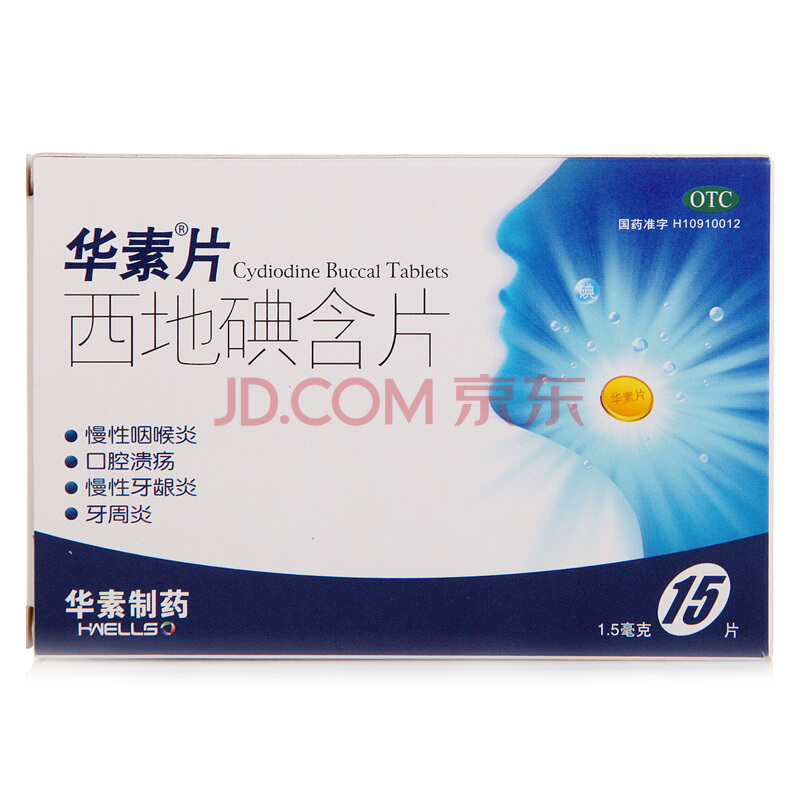 OTC
国药准字 H10910012
华素®片
Cydiodine Buccal Tablets
西地碘含片
碘
华素片
JD.COM 京东
慢性咽喉炎
口腔溃疡
慢性牙龈炎
牙周炎
华素制药
HWELLSO
1.5毫克 15 片